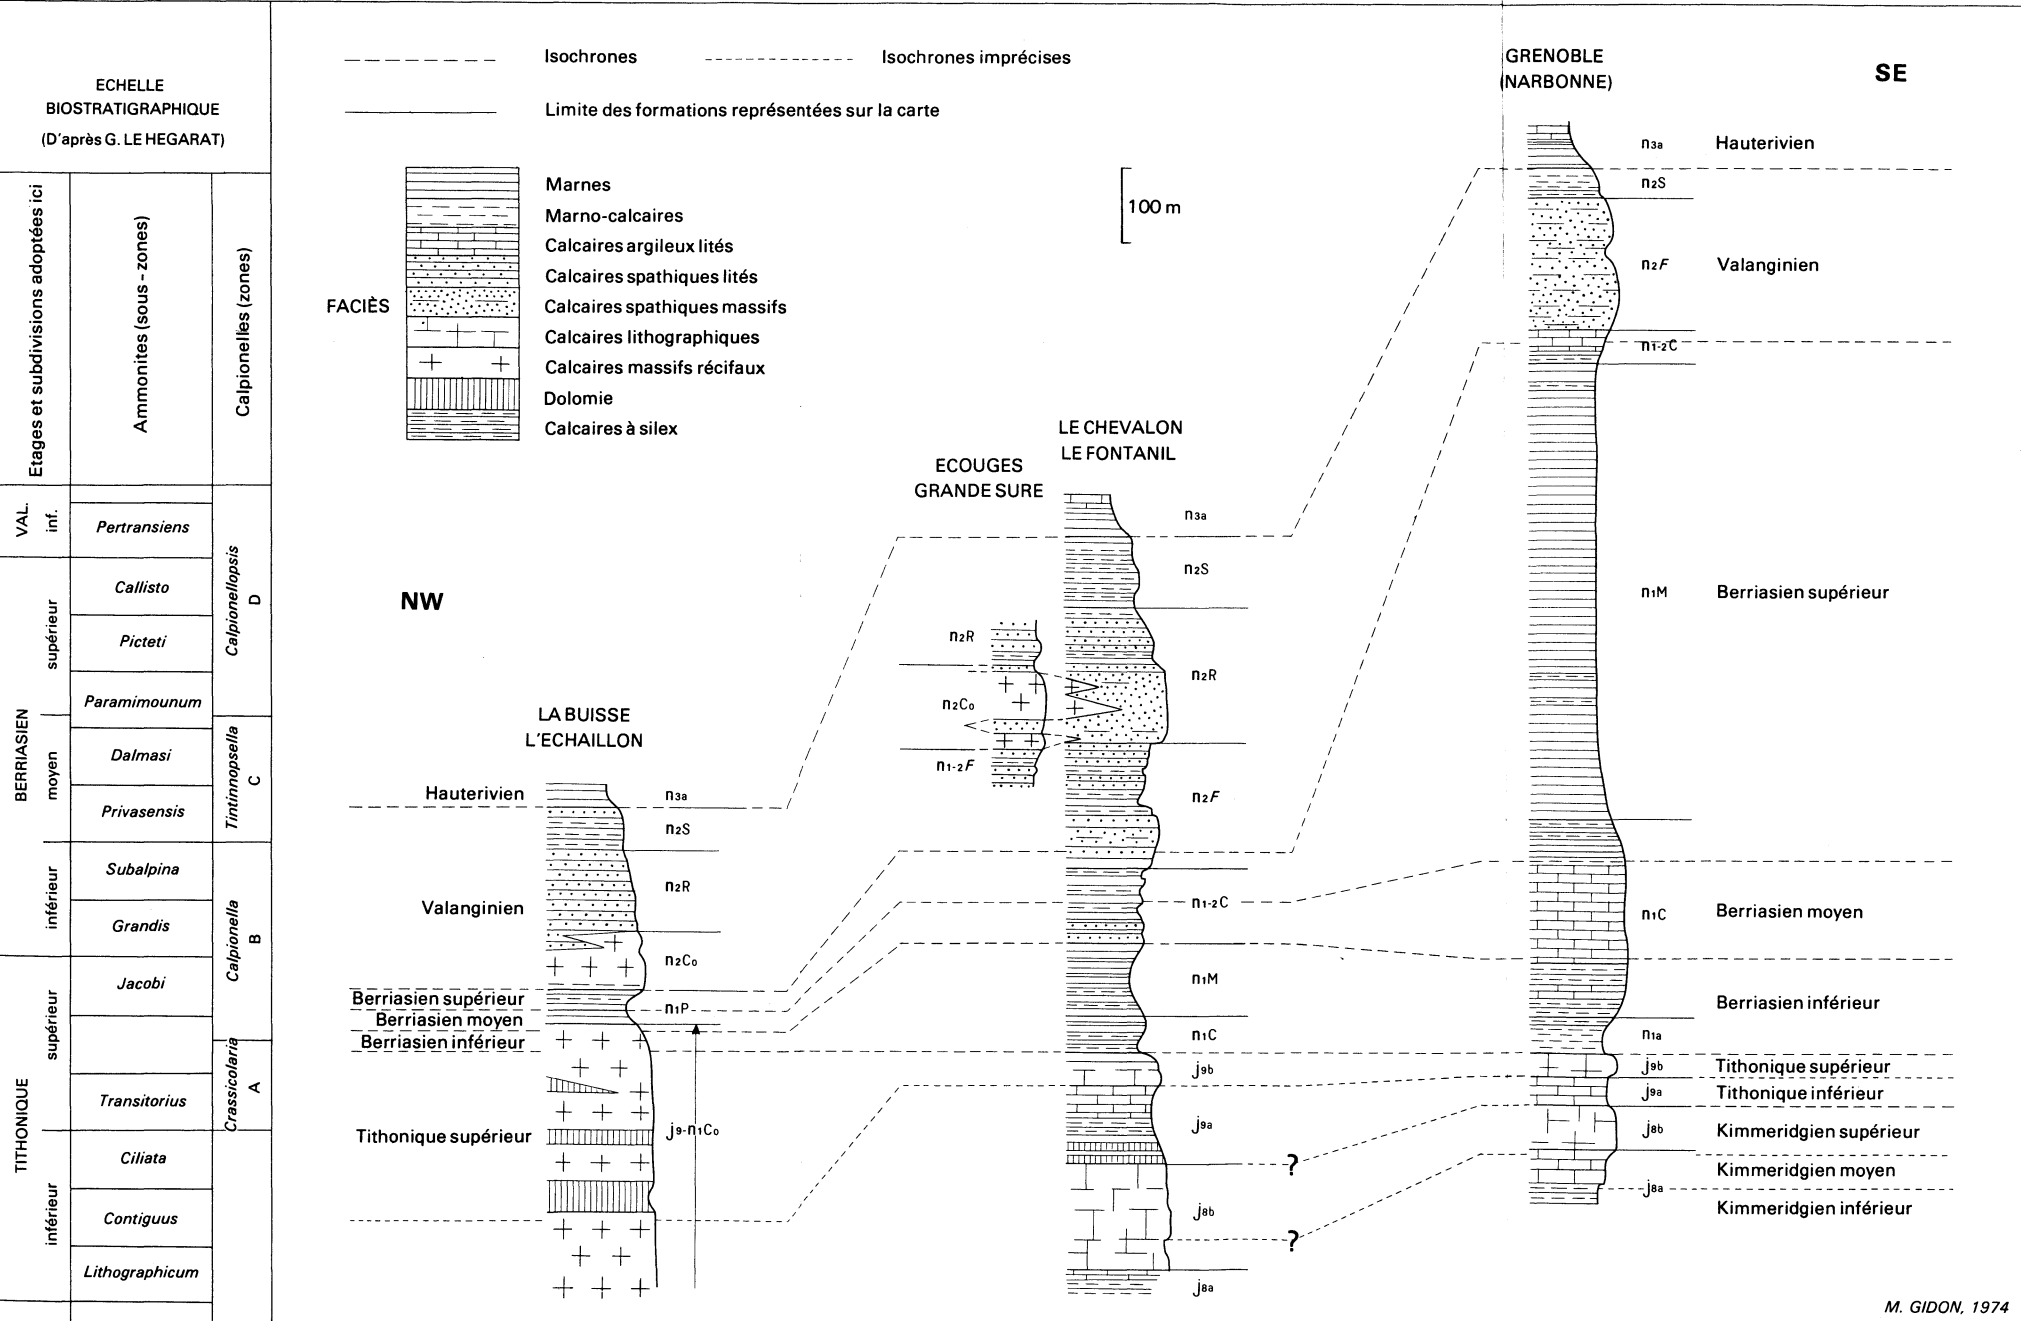 ECHELLE
BIOSTRATIGRAPHIQUE
(D'après G. LE HEGARAT)
Etages et subdivisions adoptées ici
Ammonites (sous - zones)
Calpionelles (zones)
VAL.
inf.
BERRIASIEN
supérieur
moyen
inférieur
TITHONIQUE
supérieur
inférieur
Pertransiens
Callisto
Picteti
Paramimounum
Dalmasi
Privasensis
Subalpina
Grandis
Jacobi
Transitorius
Ciliata
Contiguus
Lithographicum
Calpionellopsis
D
Tintinnopsella
C
Calpionella
B
Crassicolaria
A
Isochrones
Isochrones imprécises
Limite des formations représentées sur la carte
FACIÈS
Marnes
Marno-calcaires
Calcaires argileux lités
Calcaires spathiques lités
Calcaires spathiques massifs
Calcaires lithographiques
Calcaires massifs récifaux
Dolomie
Calcaires à silex
100 m
NW
LA BUISSE
L'ECHAILLON
Hauterivien
Valanginien
Berriasien supérieur
Berriasien moyen
Berriasien inférieur
Tithonique supérieur
n3a
n2S
n2R
n2Co
n1P
j9-n1Co
ECOUGES
GRANDE SURE
n2R
n2Co
n1-2F
LE CHEVALON
LE FONTANIL
n3a
n2S
n2R
n2F
n1-2C
n1M
n1C
j9b
j9a
j8b
j8a
?
?
GRENOBLE
(NARBONNE)
SE
n3a
n2S
n2F
n1-2C
n1M
n1C
n1a
j9b
j9a
j8b
j8a
Hauterivien
Valanginien
Berriasien supérieur
Berriasien moyen
Berriasien inférieur
Tithonique supérieur
Tithonique inférieur
Kimmeridgien supérieur
Kimmeridgien moyen
Kimmeridgien inférieur
M. GIDON, 1974